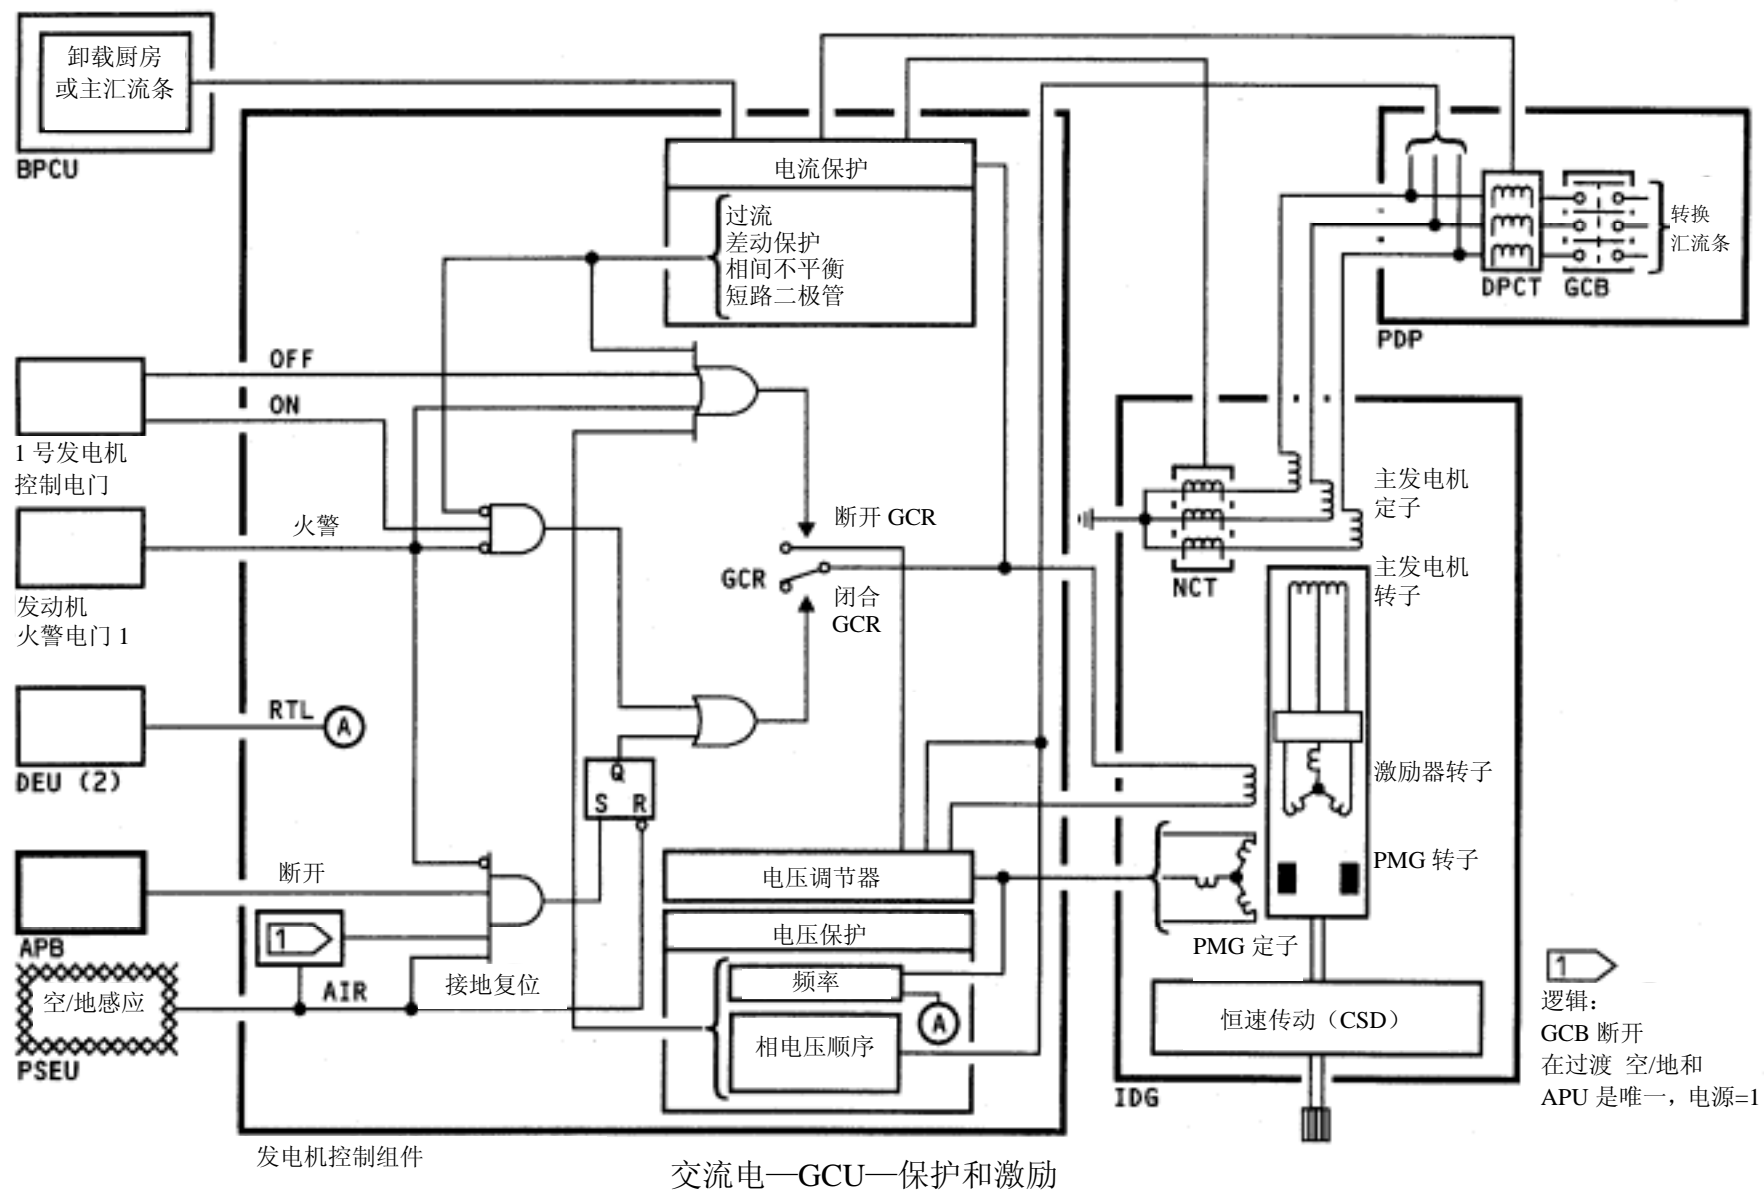 卸载厨房
或主汇流条
BPCU
电流保护
过流
差动保护
相间不平衡
短路二极管
转换
汇流条
DPCT
GCB
PDP
OFF
ON
1 号发电机
控制电门
火警
发动机
火警电门 1
断开 GCR
GCR
闭合
GCR
NCT
主发电机
定子
主发电机
转子
RTL
A
DEU (2)
Q
S R
激励器转子
断开
APB
1
电压调节器
PMG 转子
电压保护
PMG 定子
空/地感应
AIR
接地复位
PSEU
频率
A
相电压顺序
恒速传动（CSD）
IDG
1
逻辑：
GCB 断开
在过渡 空/地和
APU 是唯一，电源=1
发电机控制组件
交流电—GCU—保护和激励